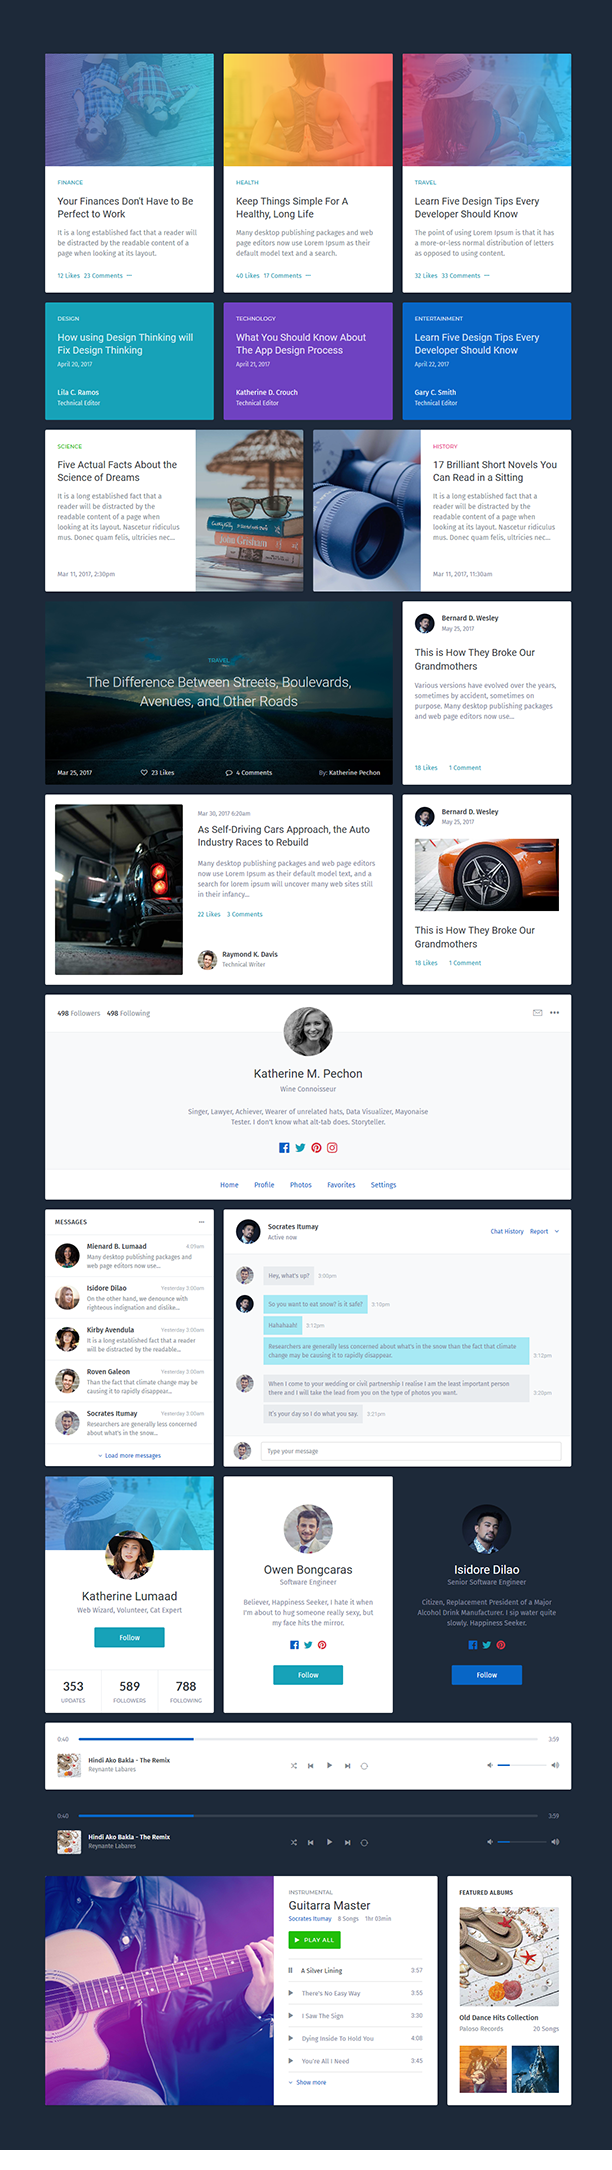 FINANCE
Your Finances Don't Have to Be
Perfect to Work
It is a long established fact that a reader
will be distracted by the readable content of a
page when looking at its layout.
12 Likes 23 Comments
HEALTH
Keep Things Simple For A
Healthy, Long Life
Many desktop publishing packages and web
page editors now use Lorem Ipsum as their
default model text and a search.
40 Likes 17 Comments
TRAVEL
Learn Five Design Tips Every
Developer Should Know
The point of using Lorem Ipsum is that it has
a more-or-less normal distribution of letters
as opposed to using content.
32 Likes 33 Comments
DESIGN
How using Design Thinking will
Fix Design Thinking
April 20, 2017
Lila C. Ramos
Technical Editor
TECHNOLOGY
What You Should Know About
The App Design Process
April 21, 2017
Katherine D. Crouch
Technical Editor
ENTERTAINMENT
Learn Five Design Tips Every
Developer Should Know
April 22, 2017
Gary C. Smith
Technical Editor
SCIENCE
Five Actual Facts About the
Science of Dreams
It is a long established fact that a
reader will be distracted by the
readable content of a page when
looking at its layout. Nascetur ridiculus
mus. Donec quam felis, ultricies nec...
Mar 11, 2017, 2:30pm
John Grisham
HISTORY
17 Brilliant Short Novels You
Can Read in a Sitting
It is a long established fact that a
reader will be distracted by the
readable content of a page when
looking at its layout. Nascetur ridiculus
mus. Donec quam felis, ultricies nec...
Mar 11, 2017, 11:30am
TRAVEL
The Difference Between Streets, Boulevards,
Avenues, and Other Roads
Mar 25, 2017 23 Likes 4 Comments By: Katherine Pechon
Bernard D. Wesley
May 25, 2017
This is How They Broke Our
Grandmothers
Various versions have evolved over the years,
sometimes by accident, sometimes on
purpose. Many desktop publishing packages
and web page editors now use...
18 Likes 1 Comment
Mar 30, 2017 6:20am
As Self-Driving Cars Approach, the Auto
Industry Races to Rebuild
Many desktop publishing packages and web page editors
now use Lorem Ipsum as their default model text, and a
search for lorem ipsum will uncover many web sites still
in their infancy...
22 Likes 3 Comments
Raymond K. Davis
Technical Writer
Bernard D. Wesley
May 25, 2017
This is How They Broke Our
Grandmothers
18 Likes 1 Comment
498 Followers 498 Following
Katherine M. Pechon
Wine Connoisseur
Singer, Lawyer, Achiever, Wearer of unrelated hats, Data Visualizer, Mayonaise
Tester. I don't know what alt-tab does. Storyteller.
Home Profile Photos Favorites Settings
MESSAGES
Mienard B. Lumaad 4:09am
Many desktop publishing packages and
web page editors now use...
Isidore Dilao Yesterday 3:00am
On the other hand, we denounce with
righteous indignation and dislike...
Kirby Avendula Yesterday 3:00am
It is a long established fact that a reader
will be distracted by the readable...
Roven Galeon Yesterday 3:00am
Than the fact that climate change may be
causing it to rapidly disappear...
Socrates Itumay Yesterday 3:00am
Researchers are generally less concerned
about what's in the snow...
Load more messages
Socrates Itumay
Active now
Chat History Report
Hey, what's up? 3:00pm
So you want to eat snow? is it safe? 3:10pm
Hahahaah! 3:12pm
Researchers are generally less concerned about what's in the snow than the fact that climate
change may be causing it to rapidly disappear. 3:12pm
When I come to your wedding or civil partnership I realise I am the least important person
there and I will take the lead from you on the type of photos you want. 3:20pm
It's your day so I do what you say. 3:21pm
Type your message
Katherine Lumaad
Web Wizard, Volunteer, Cat Expert
Follow
353 589 788
UPDATES FOLLOWERS FOLLOWING
Owen Bongcaras
Software Engineer
Believer, Happiness Seeker, I hate it when
I'm about to hug someone really sexy, but
my face hits the mirror.
Follow
Isidore Dilao
Senior Software Engineer
Citizen, Replacement President of a Major
Alcohol Drink Manufacturer. I sip water quite
slowly. Happiness Seeker.
Follow
0:40 3:59
Hindi Ako Bakla - The Remix
Reynante Labares
0:40 3:59
Hindi Ako Bakla - The Remix
Reynante Labares
INSTRUMENTAL
Guitarra Master
Socrates Itumay 8 Songs 1hr 03min
PLAY ALL
A Silver Lining 3:57
There's No Easy Way 3:55
I Saw The Sign 3:30
Dying Inside To Hold You 4:06
You're All I Need 3:45
Show more
FEATURED ALBUMS
Old Dance Hits Collection
Paloso Records 20 Songs